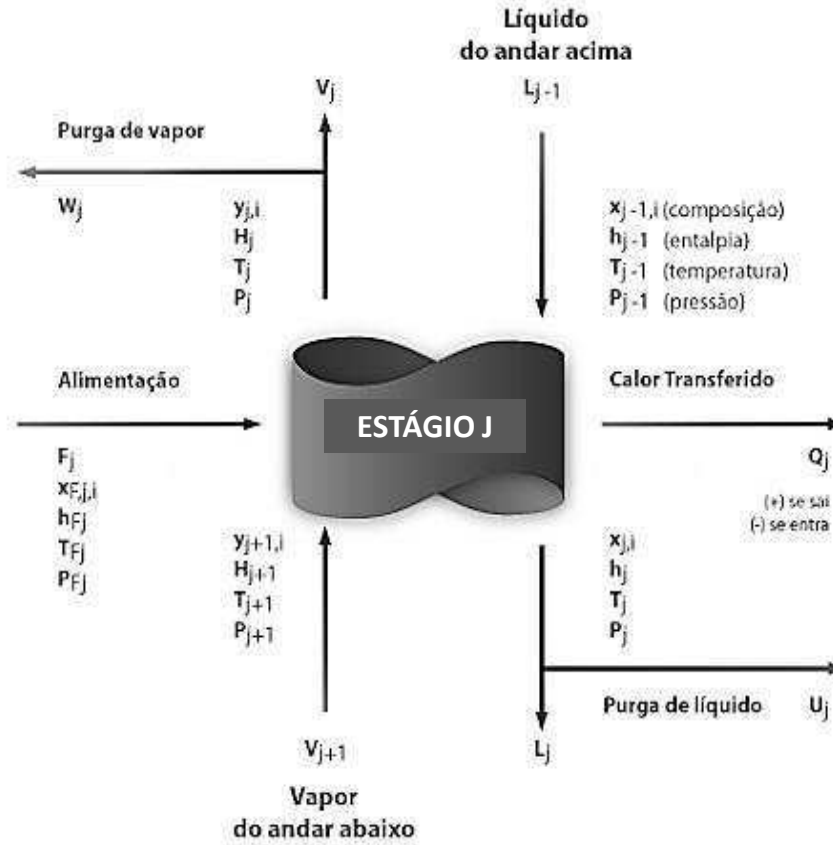 Líquido
do andar acima
Vj
Lj-1
Purga de vapor
Wj
yj,i
Hj
Tj
Pj
xj-1,i (composição)
hj-1 (entalpia)
Tj-1 (temperatura)
Pj-1 (pressão)
Alimentação
Calor Transferido
ESTÁGIO J
Fj
xF,j,i
hFj
TFj
PFj
Qj
(+) se sai
(-) se entra
yj+1,i
Hj+1
Tj+1
Pj+1
xj,i
hj
Tj
Pj
Purga de líquido
Uj
Vj+1
Lj
Vapor
do andar abaixo